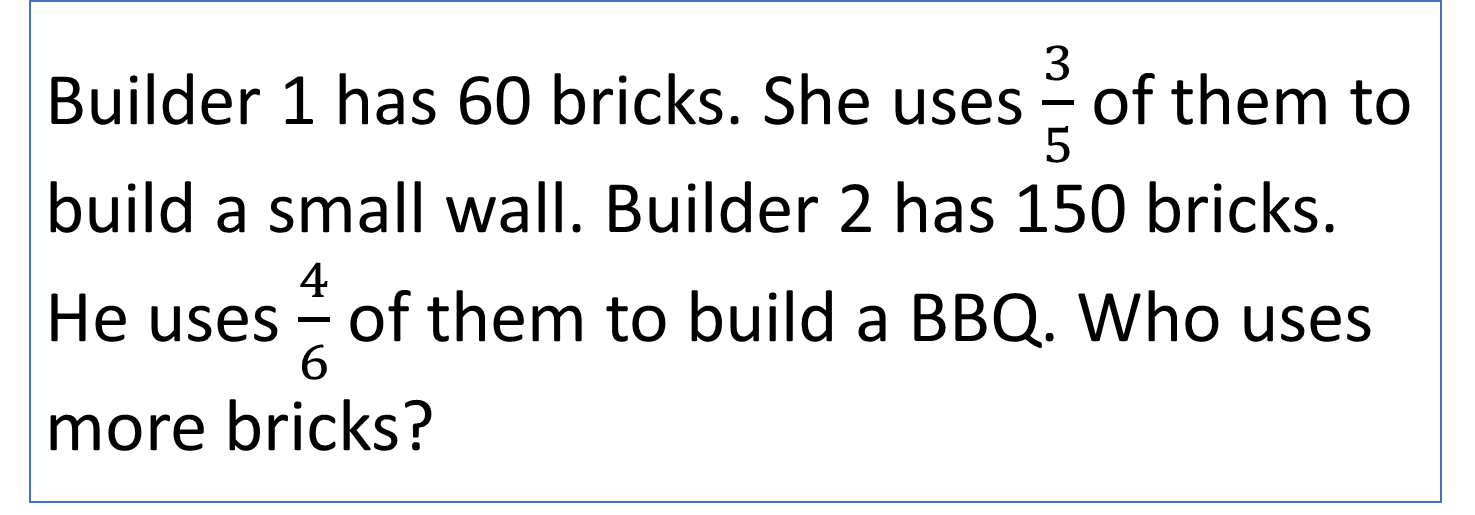 Builder 1 has 60 bricks. She uses 3/5 of them to
build a small wall. Builder 2 has 150 bricks.
He uses 4/6 of them to build a BBQ. Who uses
more bricks?